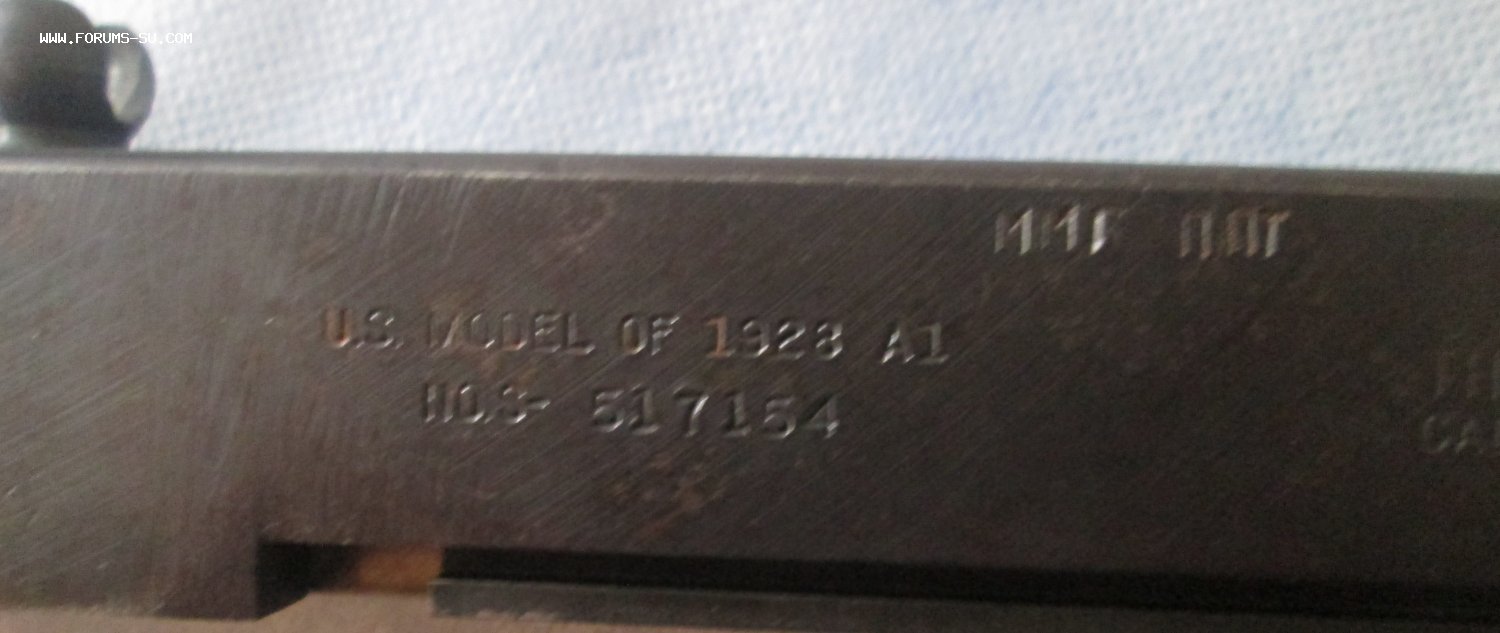 WWW.FORUMS-SU.COM
U.S. MODEL OF 1928 A1
NO.S- 517154